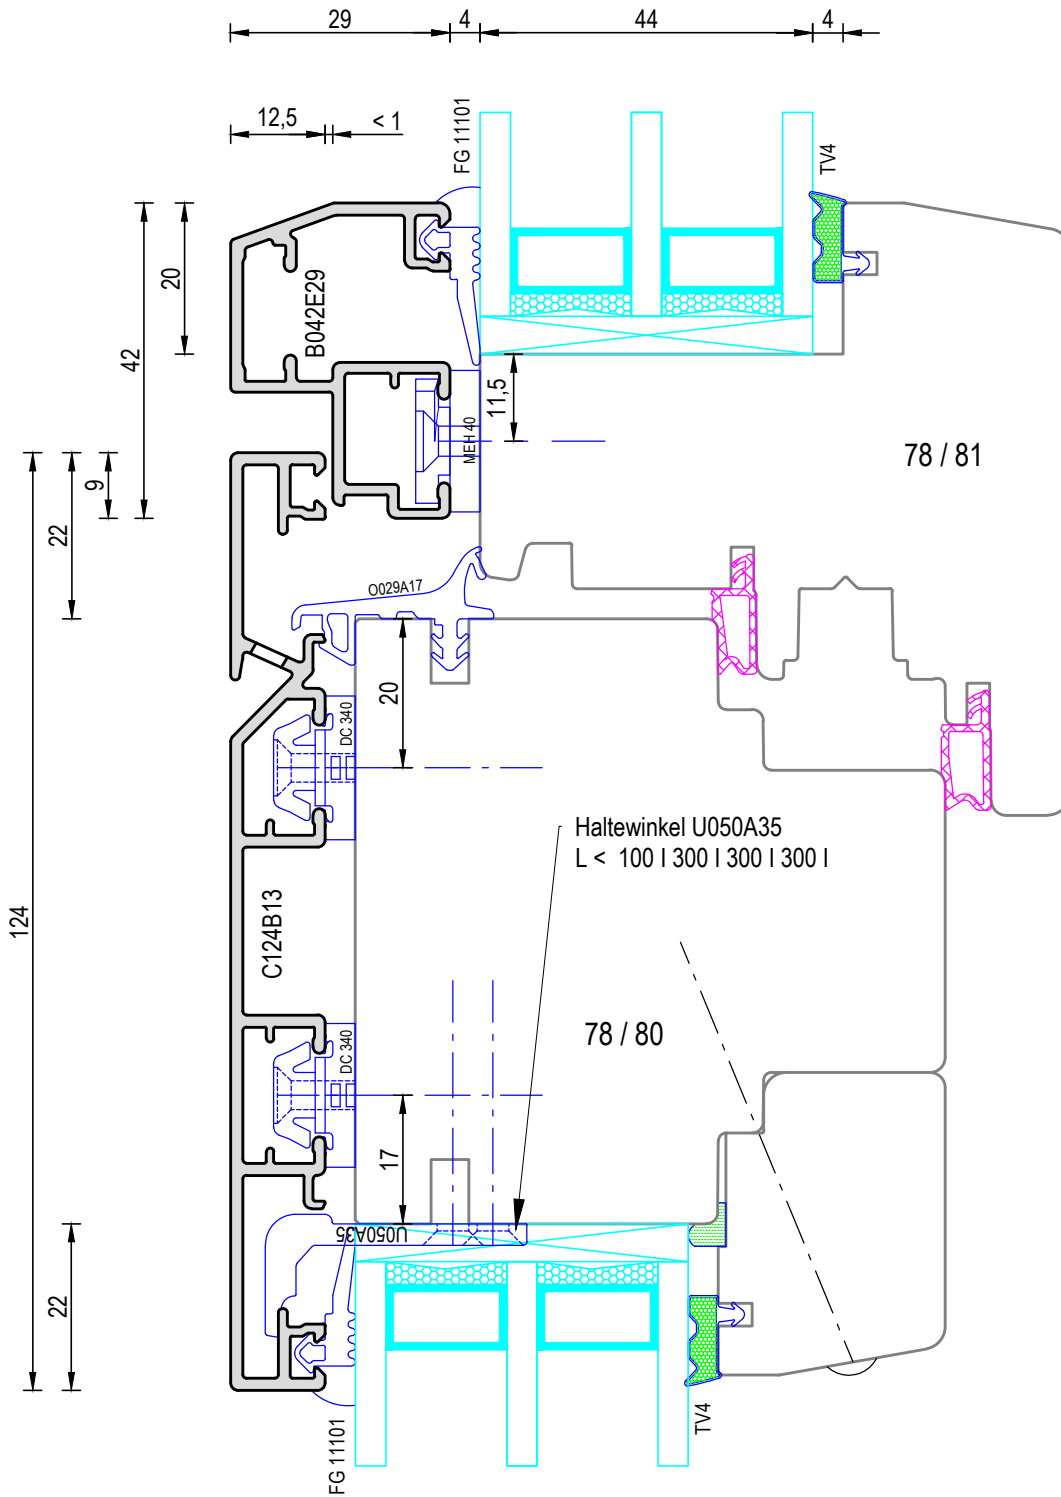 29
4
44
4
12,5
< 1
FG 11101
TV4
20
42
B042E29
11,5
MEH 40
78 / 81
9
22
O029A17
20
DC 340
Haltewinkel U050A35
L < 100 I 300 I 300 I 300 I
124
C124B13
78 / 80
DC 340
17
U050A35
22
FG 11101
TV4